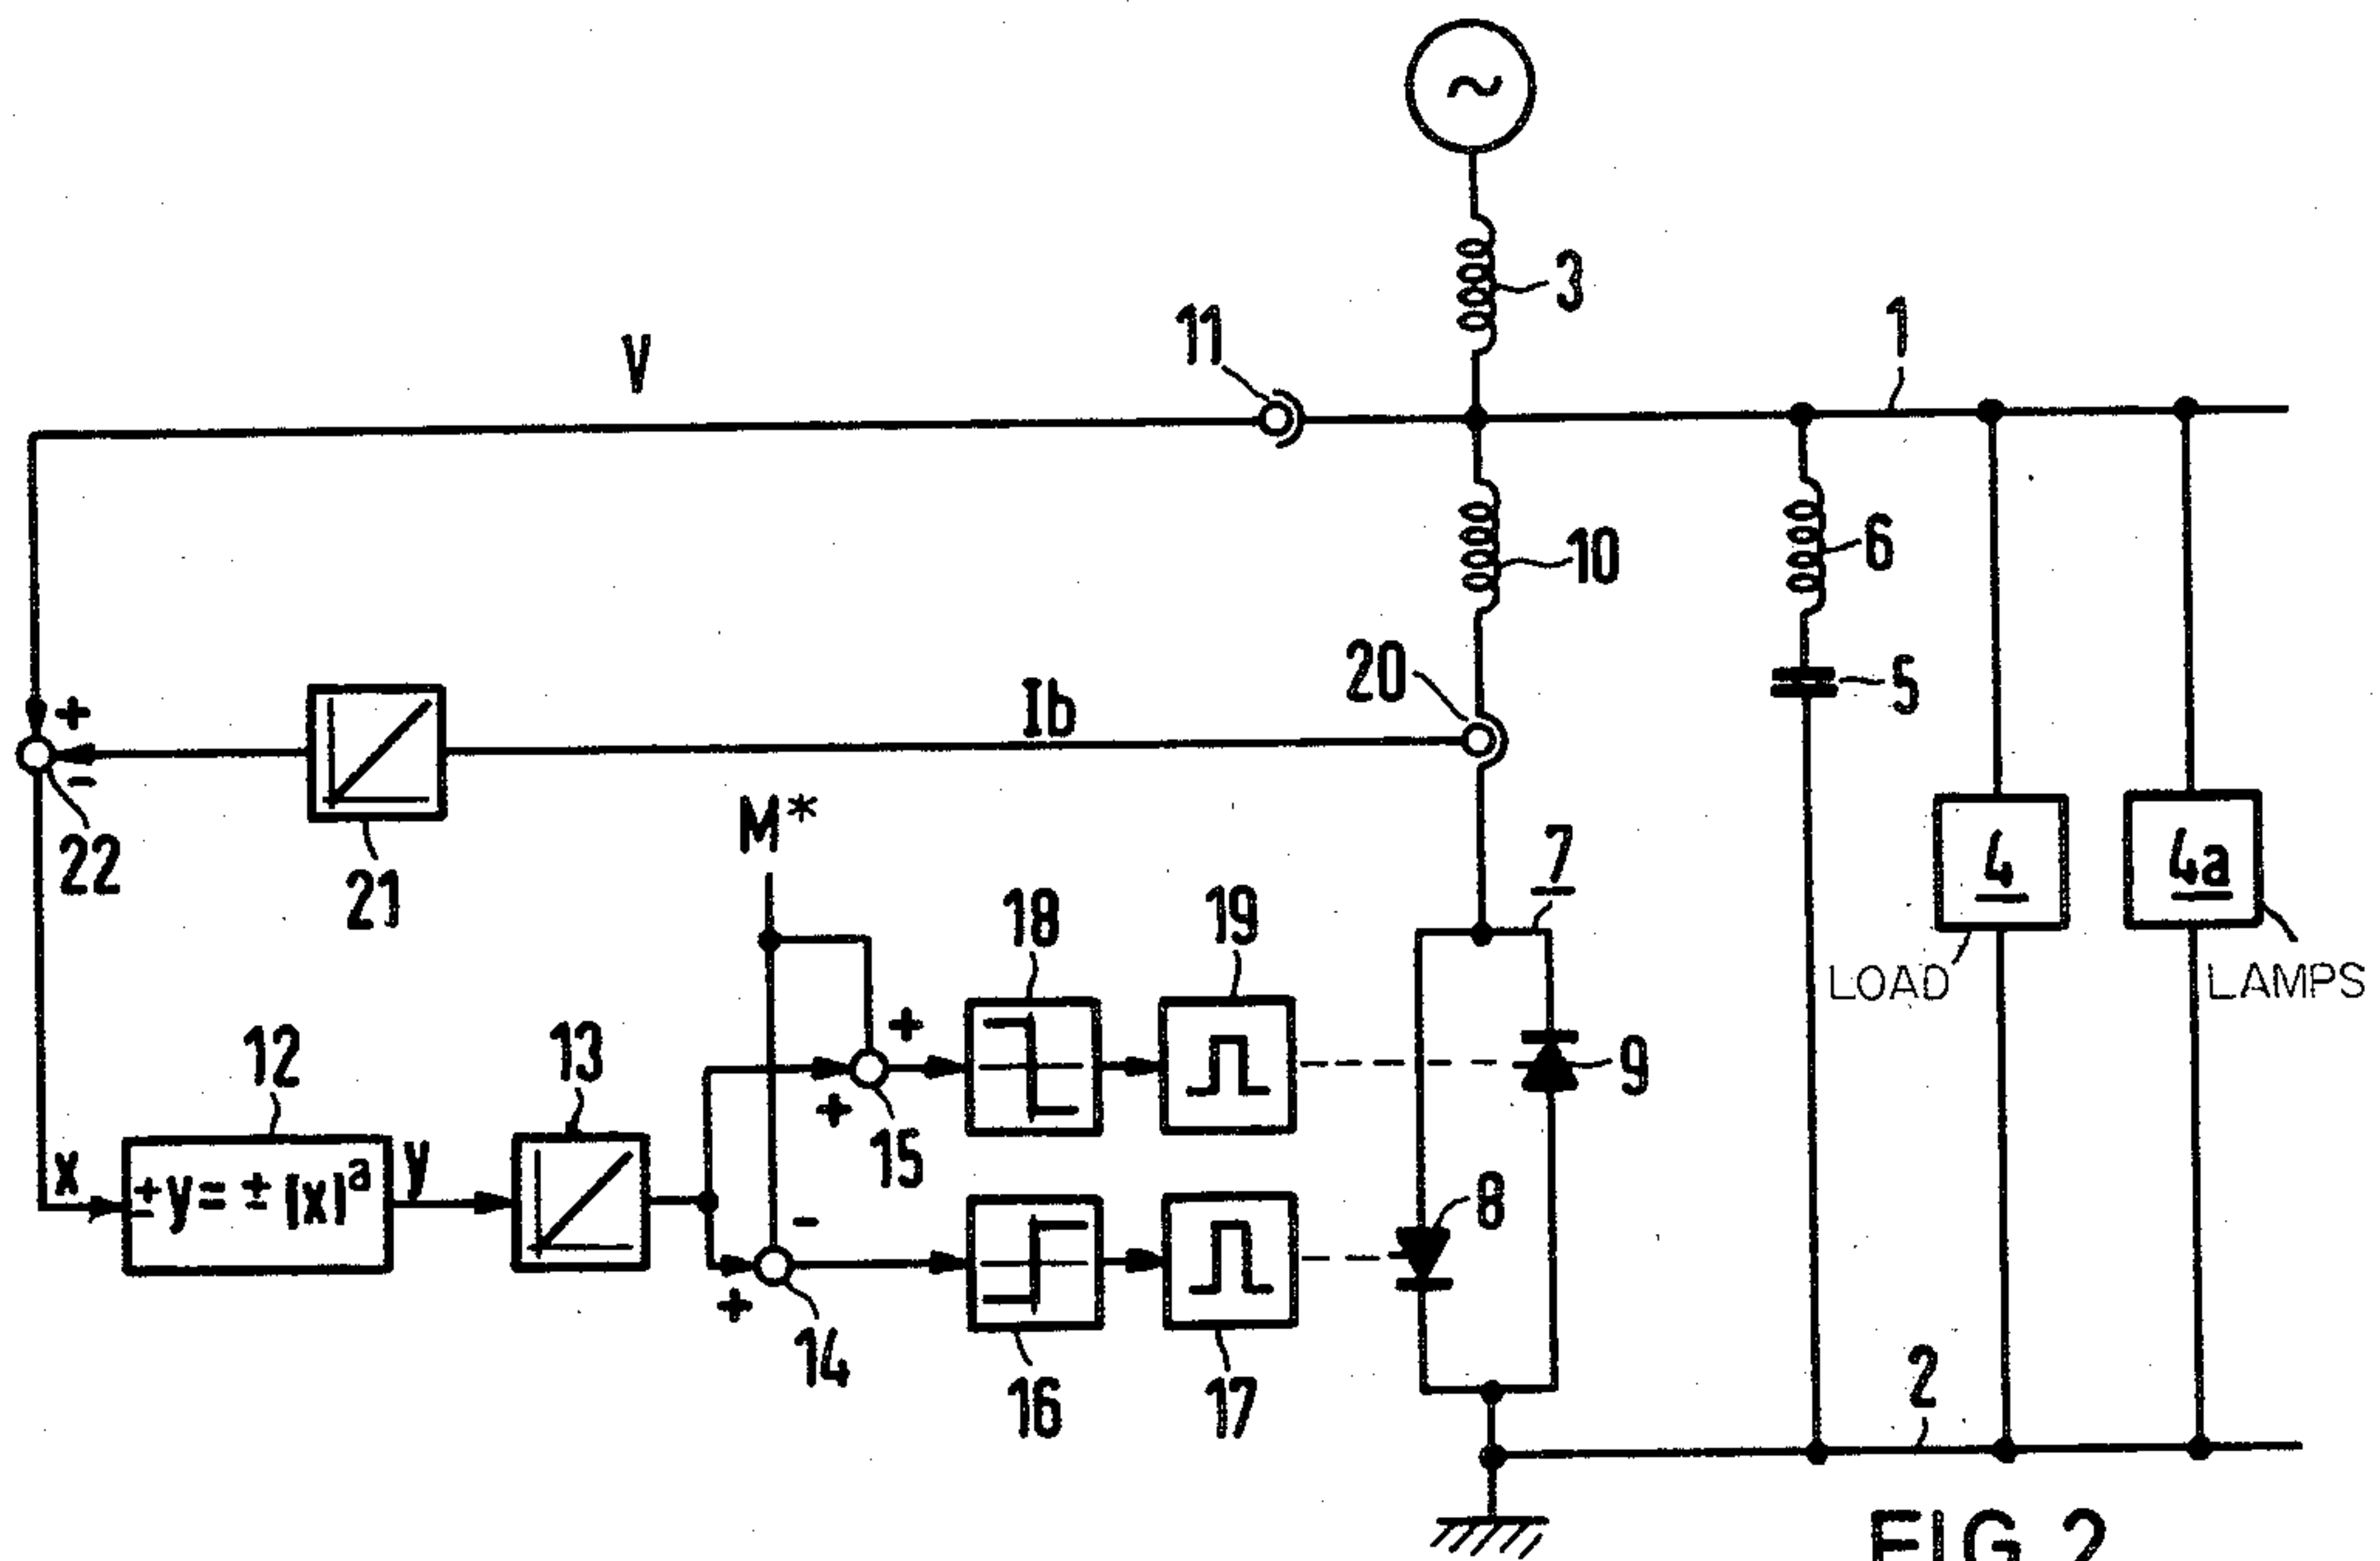 ~
3
11
1
V
10
6
20
5
Ib
+
-
22
21
M*
7
4
4a
18
19
LOAD
LAMPS
12
13
+
9
+
15
x
± y = ± |x|ª
y
8
-
+
14
16
17
2
FIG 2